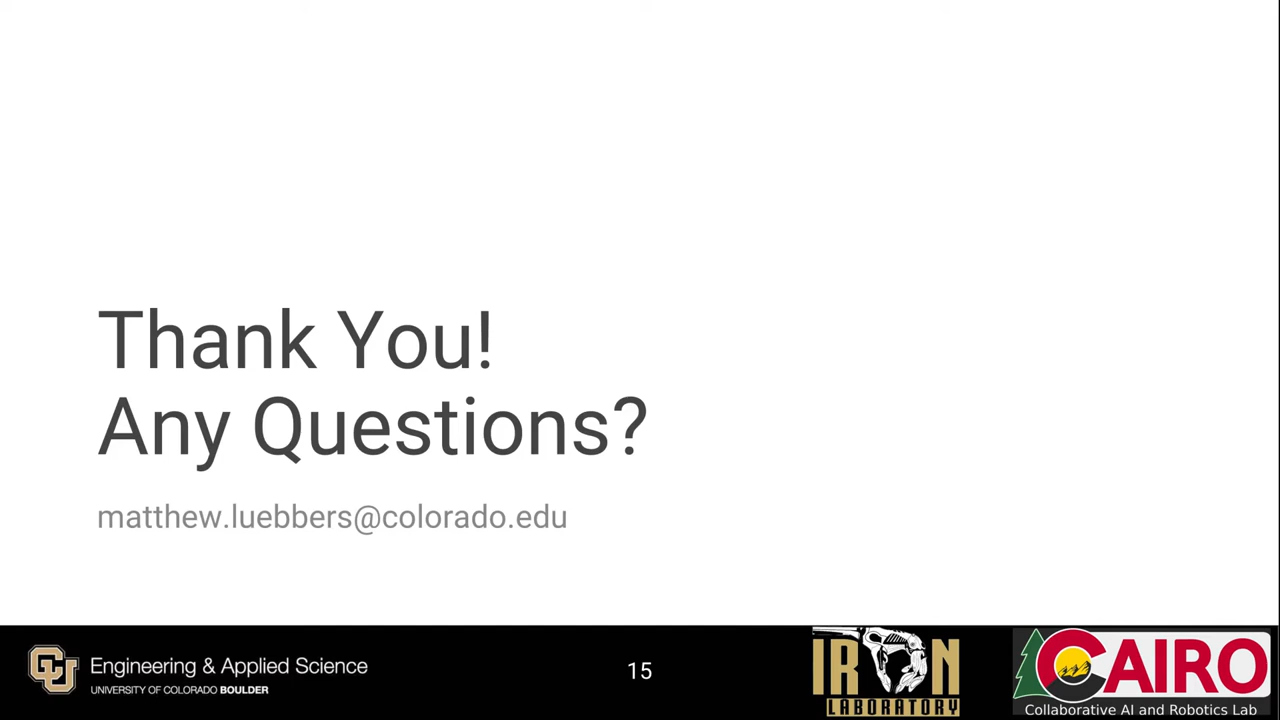 Thank You!
Any Questions?
matthew.luebbers@colorado.edu
CU
Engineering & Applied Science
UNIVERSITY OF COLORADO BOULDER
15
IRON
LABORATORY
CAIRO
Collaborative AI and Robotics Lab